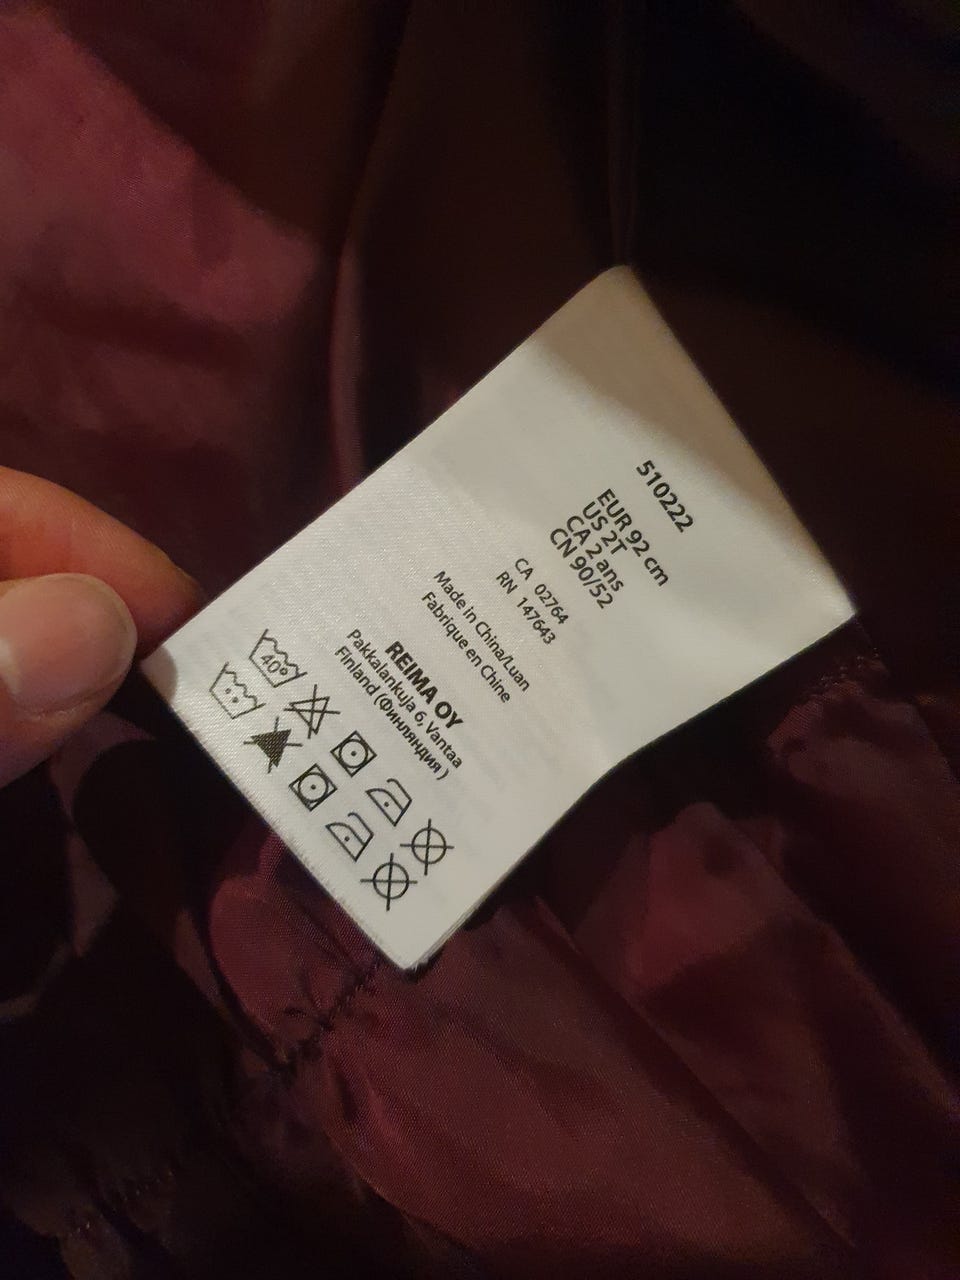 510222
EUR 92 cm
US 2T
CA 2 ans
CN 90/52
CA 02764
RN 147643
Made in China/Luan
Fabrique en Chine
REIMA OY
Pakkalankuja 6, Vantaa
Finland (Финляндия )
40°